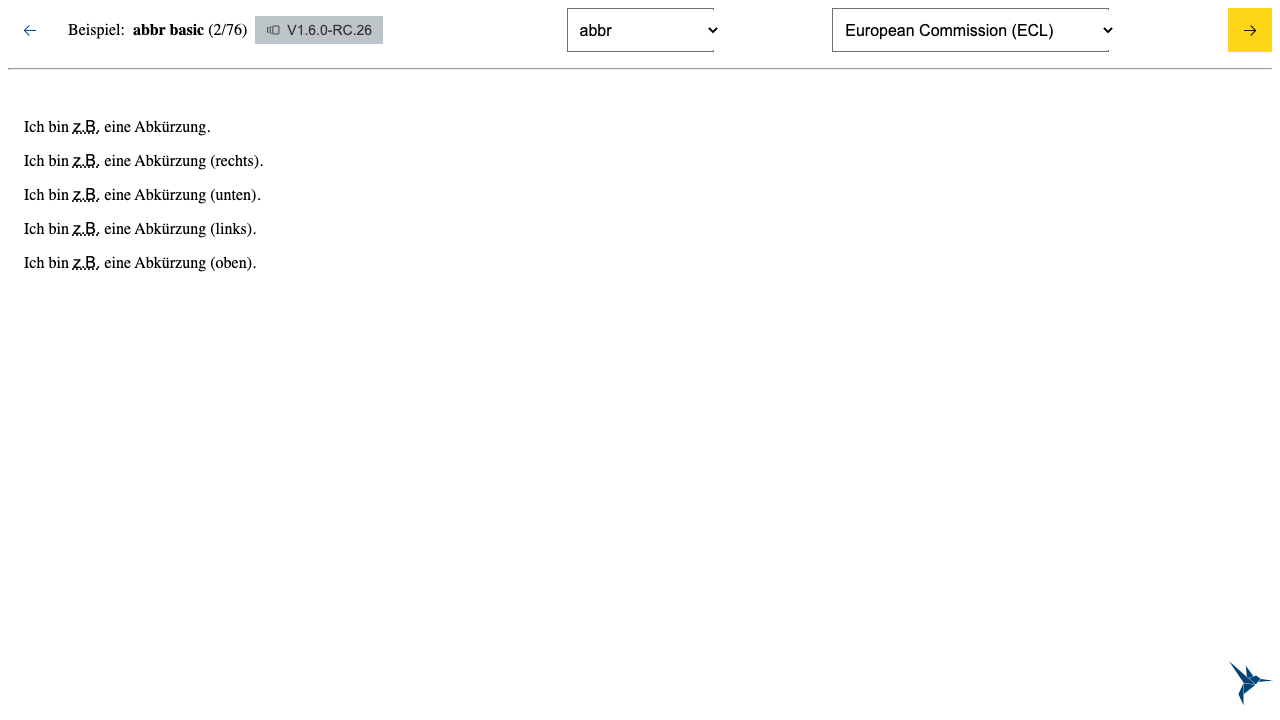 Beispiel: abbr basic (2/76) V1.6.0-RC.26 abbr European Commission (ECL)
Ich bin z.B. eine Abkürzung.
Ich bin z.B. eine Abkürzung (rechts).
Ich bin z.B. eine Abkürzung (unten).
Ich bin z.B. eine Abkürzung (links).
Ich bin z.B. eine Abkürzung (oben).